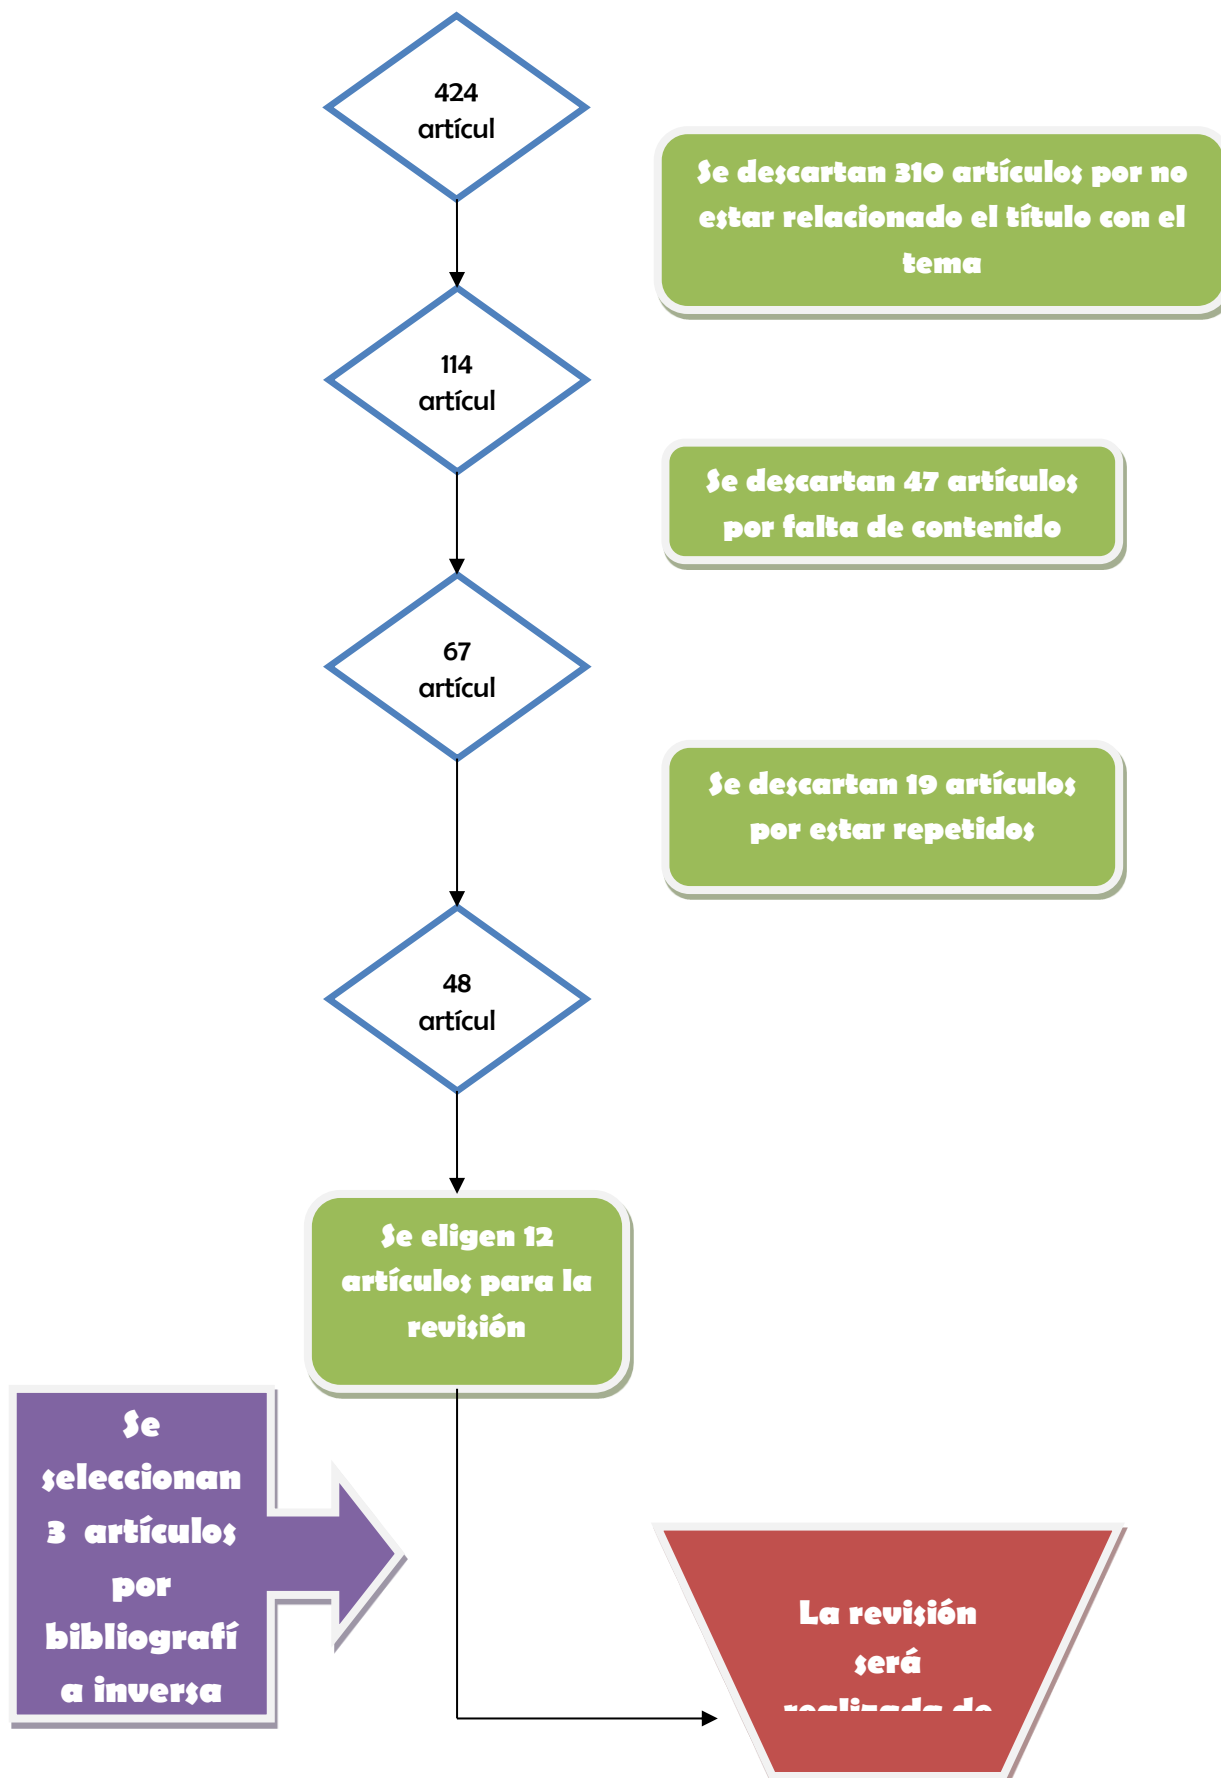 424
artícul
Se descartan 310 artículos por no
estar relacionado el título con el
tema
114
artícul
Se descartan 47 artículos
por falta de contenido
67
artícul
Se descartan 19 artículos
por estar repetidos
48
artícul
Se eligen 12
artículos para la
revisión
Se
seleccionan
3 artículos
por
bibliografí
a inversa
La revisión
será
realizada de